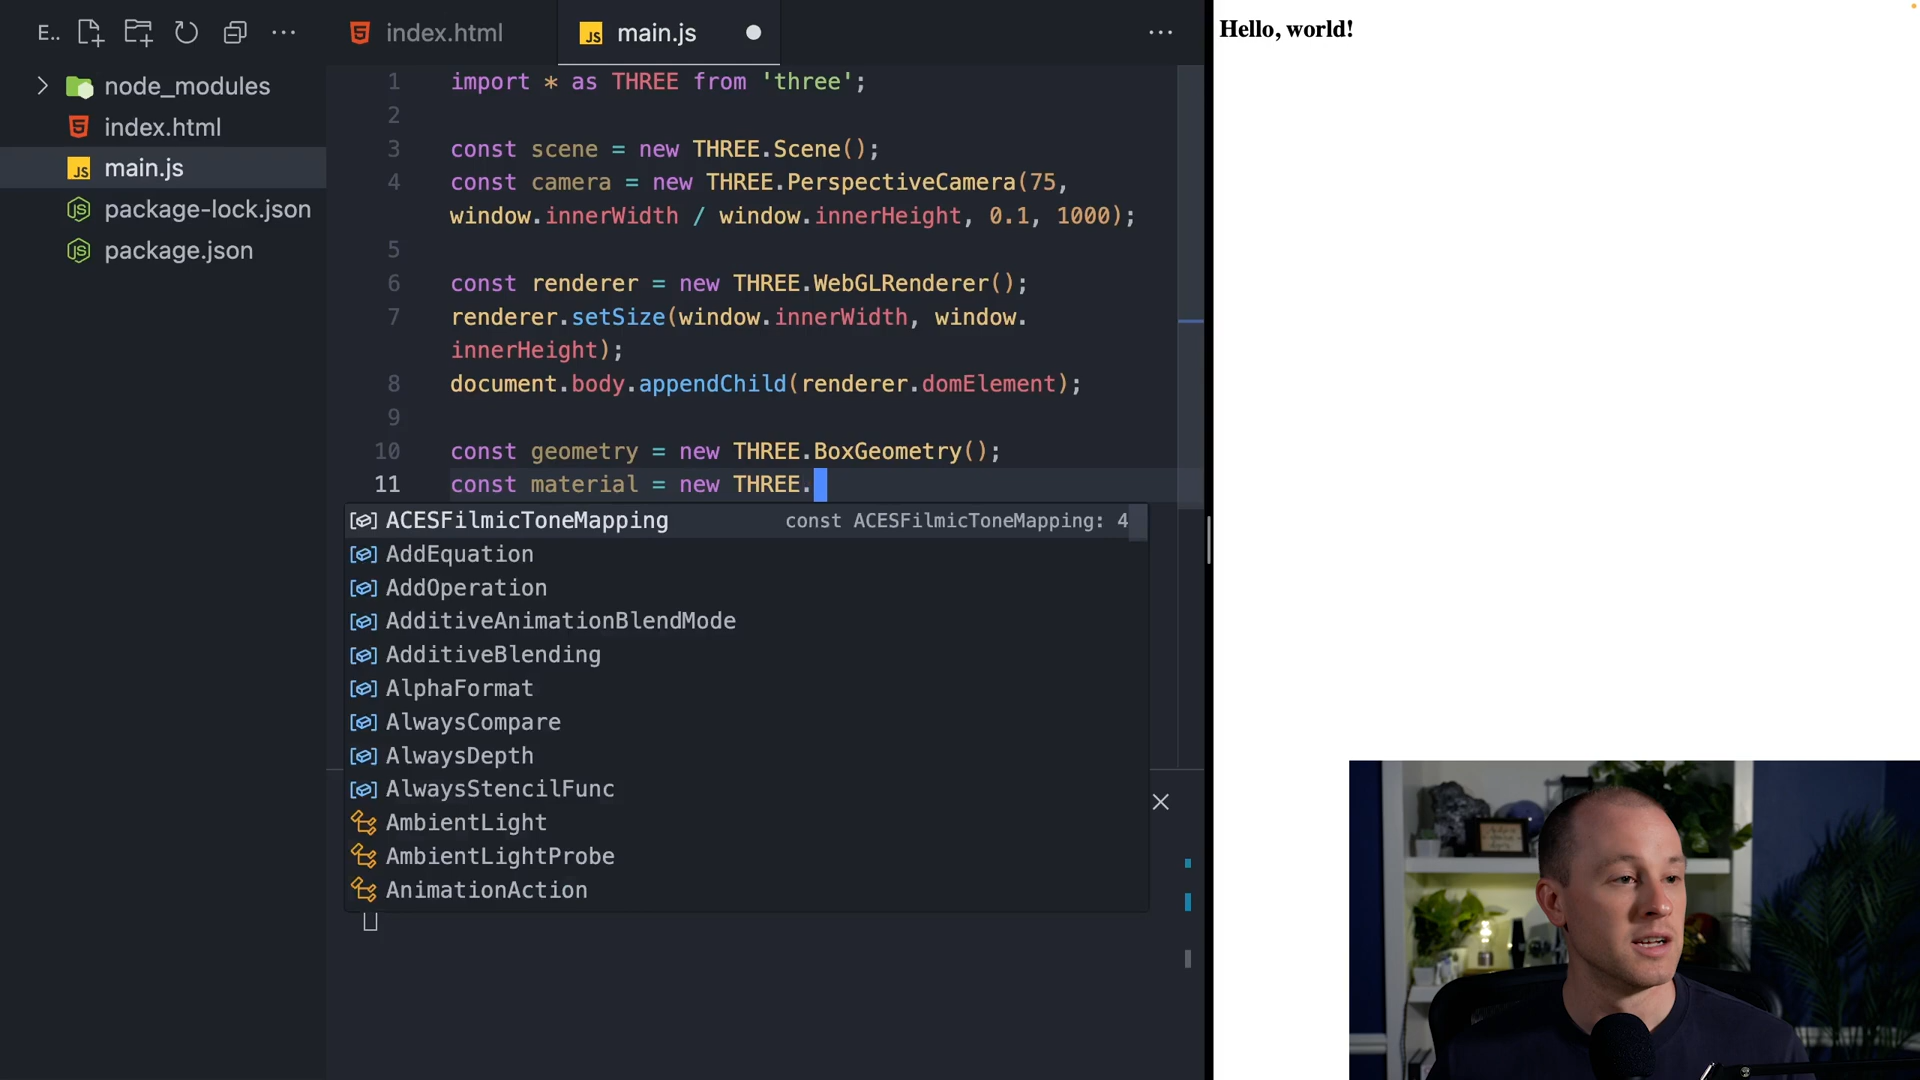 E..
index.html
main.js
Hello, world!
node_modules
index.html
main.js
package-lock.json
package.json
1 import * as THREE from 'three';
2
3 const scene = new THREE.Scene();
4 const camera = new THREE.PerspectiveCamera(75,
window.innerWidth / window.innerHeight, 0.1, 1000);
5
6 const renderer = new THREE.WebGLRenderer();
7 renderer.setSize(window.innerWidth, window.
innerHeight);
8 document.body.appendChild(renderer.domElement);
9
10 const geometry = new THREE.BoxGeometry();
11 const material = new THREE.
ACESFilmicToneMapping const ACESFilmicToneMapping: 4
AddEquation
AddOperation
AdditiveAnimationBlendMode
AdditiveBlending
AlphaFormat
AlwaysCompare
AlwaysDepth
AlwaysStencilFunc
AmbientLight
AmbientLightProbe
AnimationAction